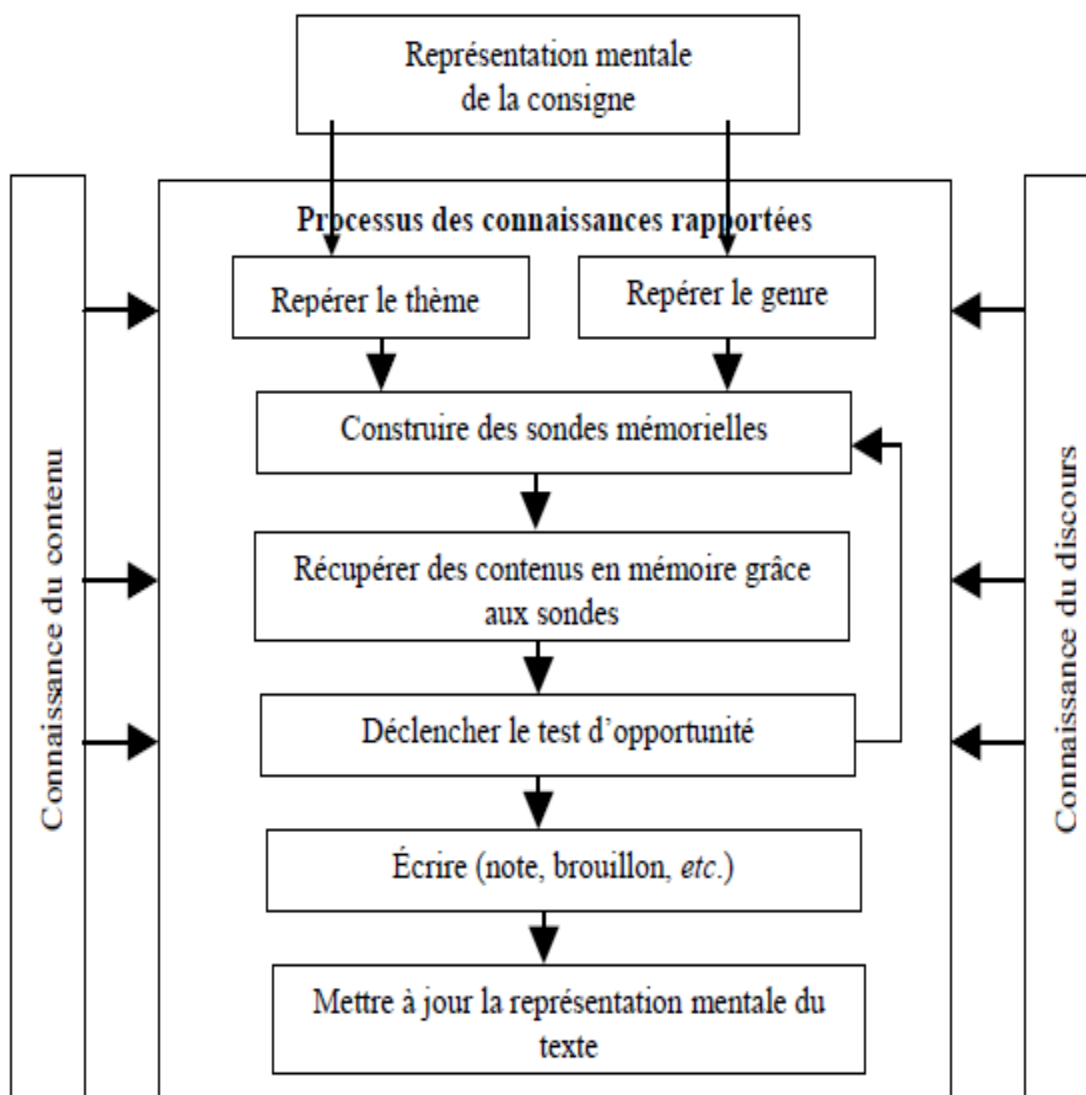 Représentation mentale
de la consigne
Processus des connaissances rapportées
Repérer le thème
Repérer le genre
Construire des sondes mémorielles
Récupérer des contenus en mémoire grâce
aux sondes
Déclencher le test d'opportunité
Écrire (note, brouillon, etc.)
Mettre à jour la représentation mentale du
texte
Connaissance du contenu
Connaissance du discours